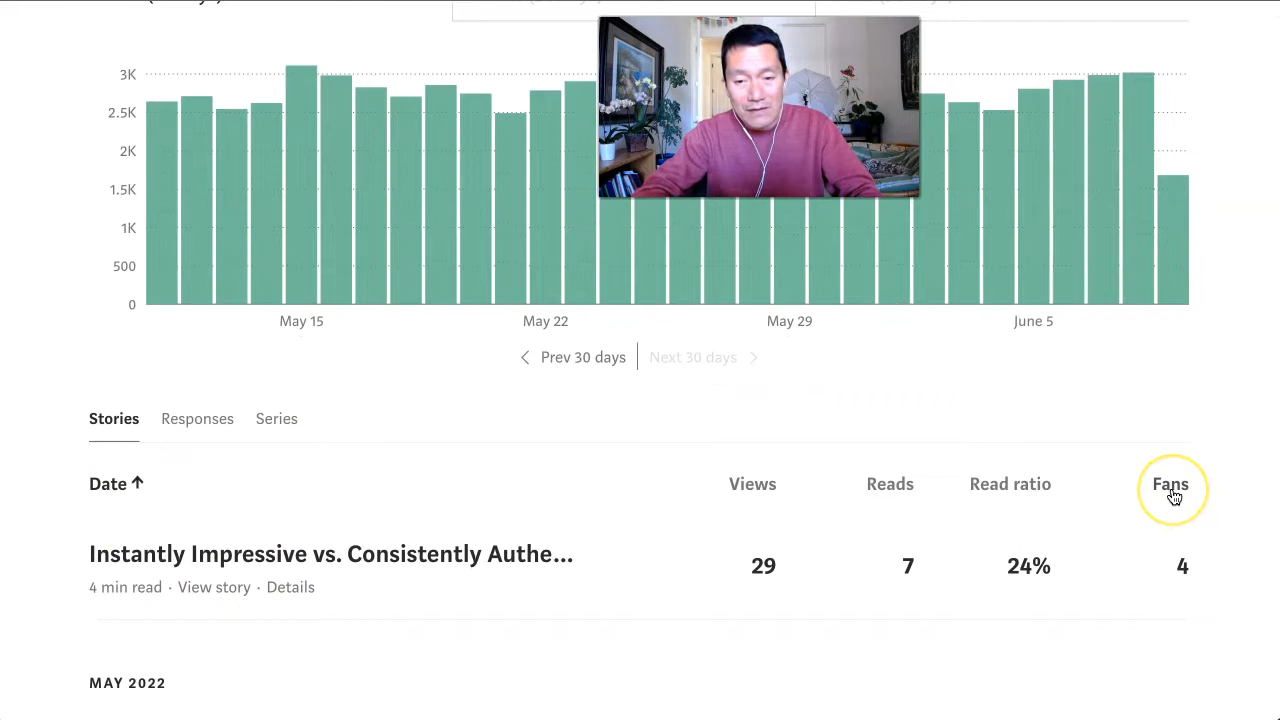 3K
2.5K
2K
1.5K
1K
500
0
May 15 May 22 May 29 June 5
Prev 30 days Next 30 days
Stories Responses Series
Date Views Reads Read ratio Fans
Instantly Impressive vs. Consistently Authe... 29 7 24% 4
4 min read · View story · Details
MAY 2022